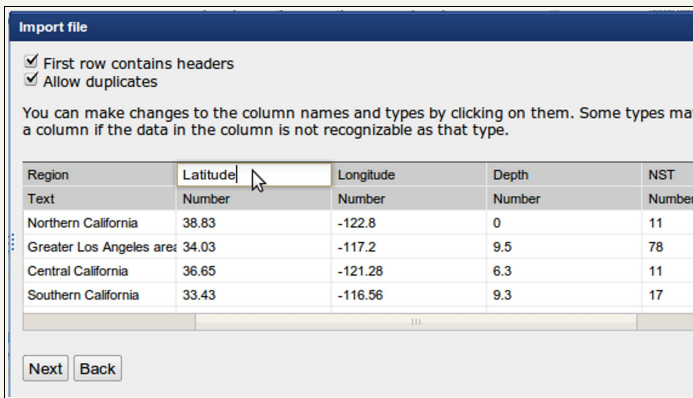 Import file
First row contains headers
Allow duplicates
You can make changes to the column names and types by clicking on them. Some types
a column if the data in the column is not recognizable as that type.
Region Latitude Longitude Depth NST
Text Number Number Number Number
Northern California 38.83 -122.8 0 11
Greater Los Angeles area 34.03 -117.2 9.5 78
Central California 36.65 -121.28 6.3 11
Southern California 33.43 -116.56 9.3 17
Next Back